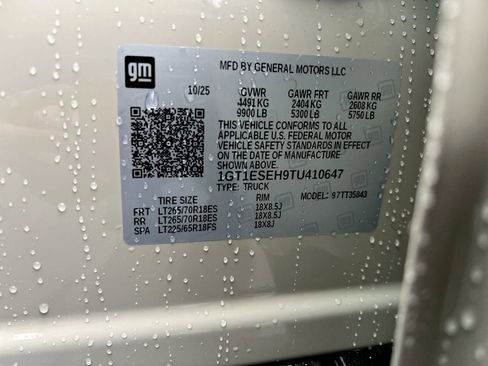 gm
MFD BY GENERAL MOTORS LLC
10/25 GVWR GAWR FRT GAWR RR
4491 KG 2404 KG 2608 KG
9900 LB 5300 LB 5750 LB
THIS VEHICLE CONFORMS TO ALL
APPLICABLE U.S. FEDERAL MOTOR
VEHICLE SAFETY STANDARDS IN EFFECT
ON THE DATE OF MANUFACTURE SHOWN ABOVE.
1GT1ESEH9TU410647
TYPE: TRUCK MODEL: 97TT35843
TIRE SIZE RIM
FRT LT265/70R18ES 18X8.5J
RR LT265/70R18ES 18X8.5J
SPA LT225/65R18FS 18X8J